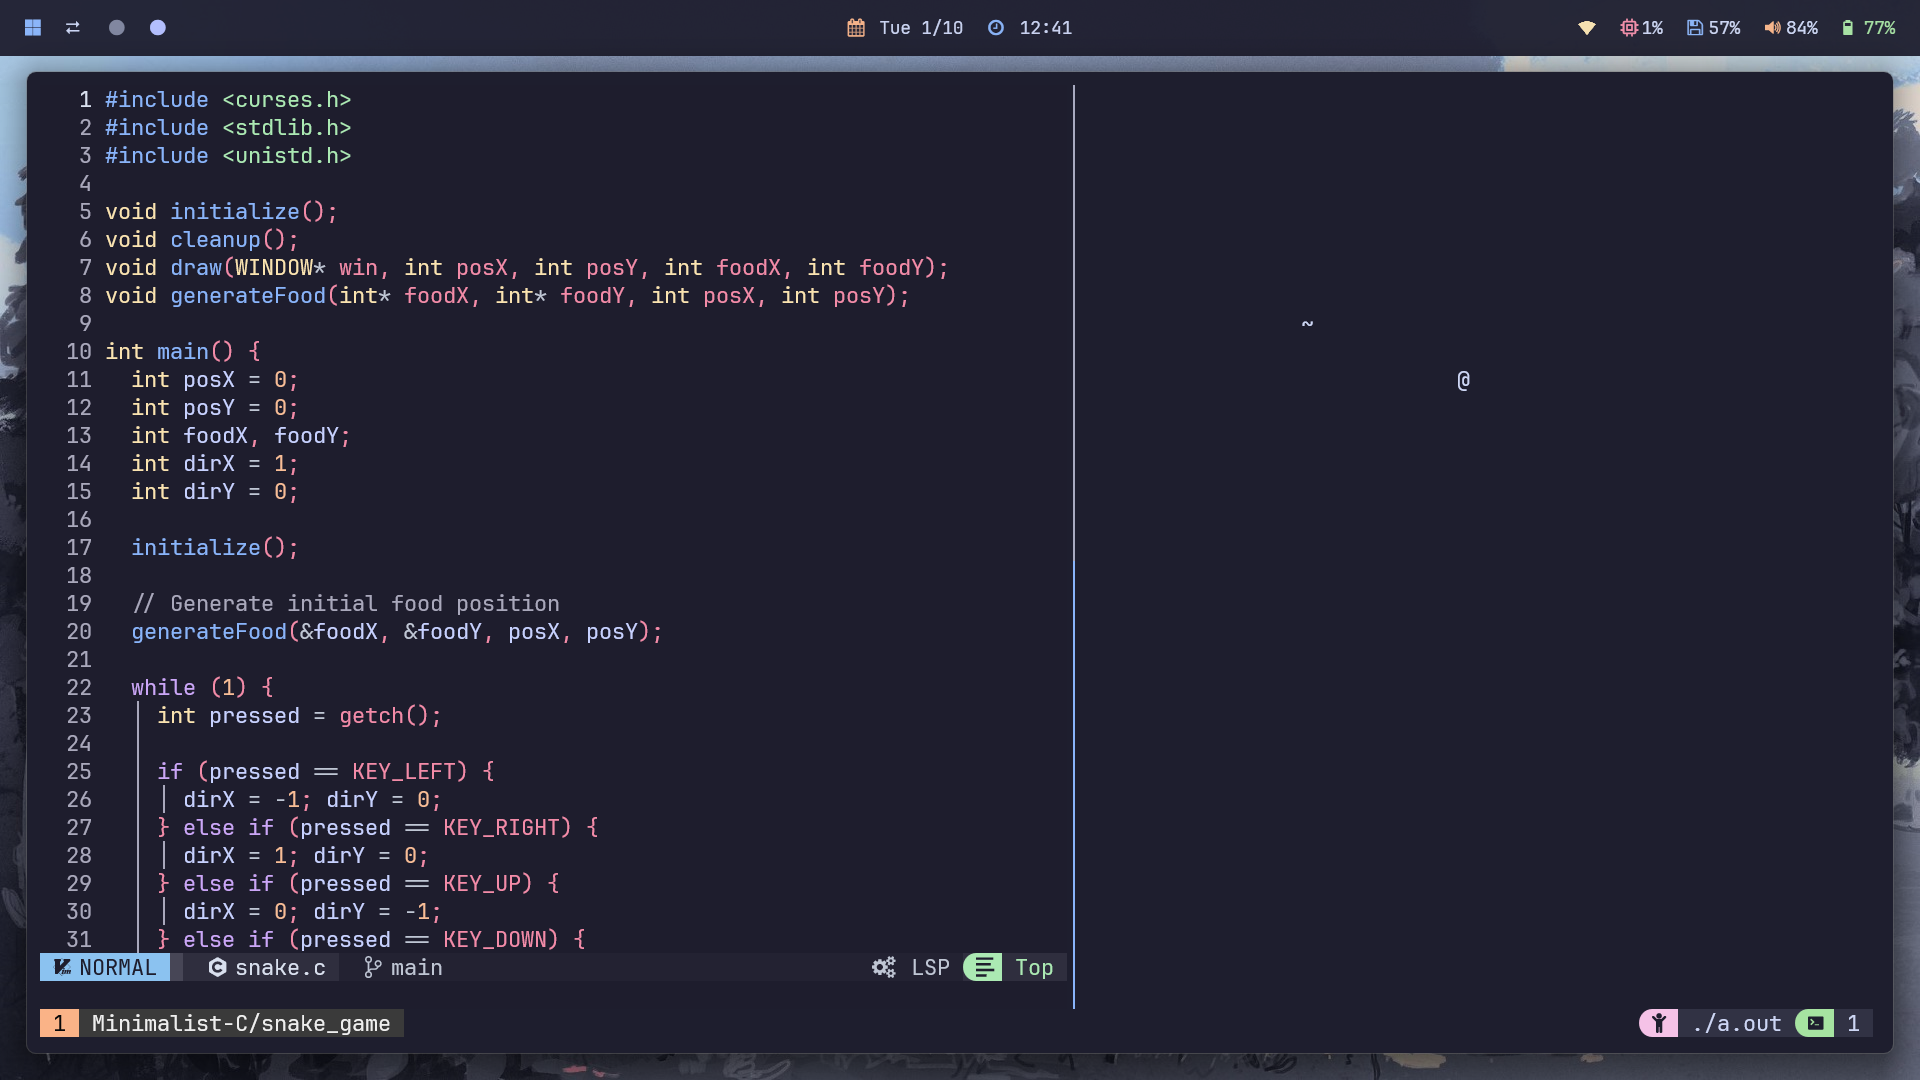 Tue 1/10 12:41 1% 57% 84% 77%
1 #include <curses.h>
2 #include <stdlib.h>
3 #include <unistd.h>
4
5 void initialize();
6 void cleanup();
7 void draw(WINDOW* win, int posX, int posY, int foodX, int foodY);
8 void generateFood(int* foodX, int* foodY, int posX, int posY);
9
10 int main() {
11 int posX = 0;
12 int posY = 0;
13 int foodX, foodY;
14 int dirX = 1;
15 int dirY = 0;
16
17 initialize();
18
19 // Generate initial food position
20 generateFood(&foodX, &foodY, posX, posY);
21
22 while (1) {
23 int pressed = getch();
24
25 if (pressed == KEY_LEFT) {
26 dirX = -1; dirY = 0;
27 } else if (pressed == KEY_RIGHT) {
28 dirX = 1; dirY = 0;
29 } else if (pressed == KEY_UP) {
30 dirX = 0; dirY = -1;
31 } else if (pressed == KEY_DOWN) {
NORMAL snake.c main LSP Top
~
@
1 Minimalist-C/snake_game ./a.out 1